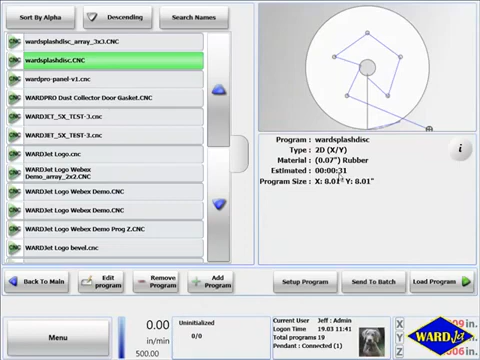 Sort By Alpha
Descending
Search Names
wardsplashdisc_array_3x3.CNC
wardsplashdisc.CNC
wardpro-panel-v1.cnc
WARDPRO Dust Collector Door Gasket.CNC
WARDJET_5X_TEST-3.cnc
WARDJET_5X_TEST-3.CNC
WARDJet Logo.cnc
WARDJet Logo Webex
Demo_array_2x2.CNC
WARDJet Logo Webex Demo.CNC
WARDJet Logo Webex Demo.CNC
WARDJet Logo Webex Demo Prog Z.CNC
WARDJet Logo bevel.cnc
Program : wardsplashdisc
Type : 2D (X/Y)
Material : (0.07") Rubber
Estimated : 00:00:31
Program Size : X: 8.01" Y: 8.01"
i
Back To Main
Edit
program
Remove
Program
Add
Program
Setup Program
Send To Batch
Load Program
Menu
0.00
in/min
500.00
Uninitialized
0/0
Current User : Jeff : Admin
Logon Time : 19.03 11:41
Total programs 19
Pendant : Connected (1)
X
Y
Z
in.
in.
in.
WARDJet